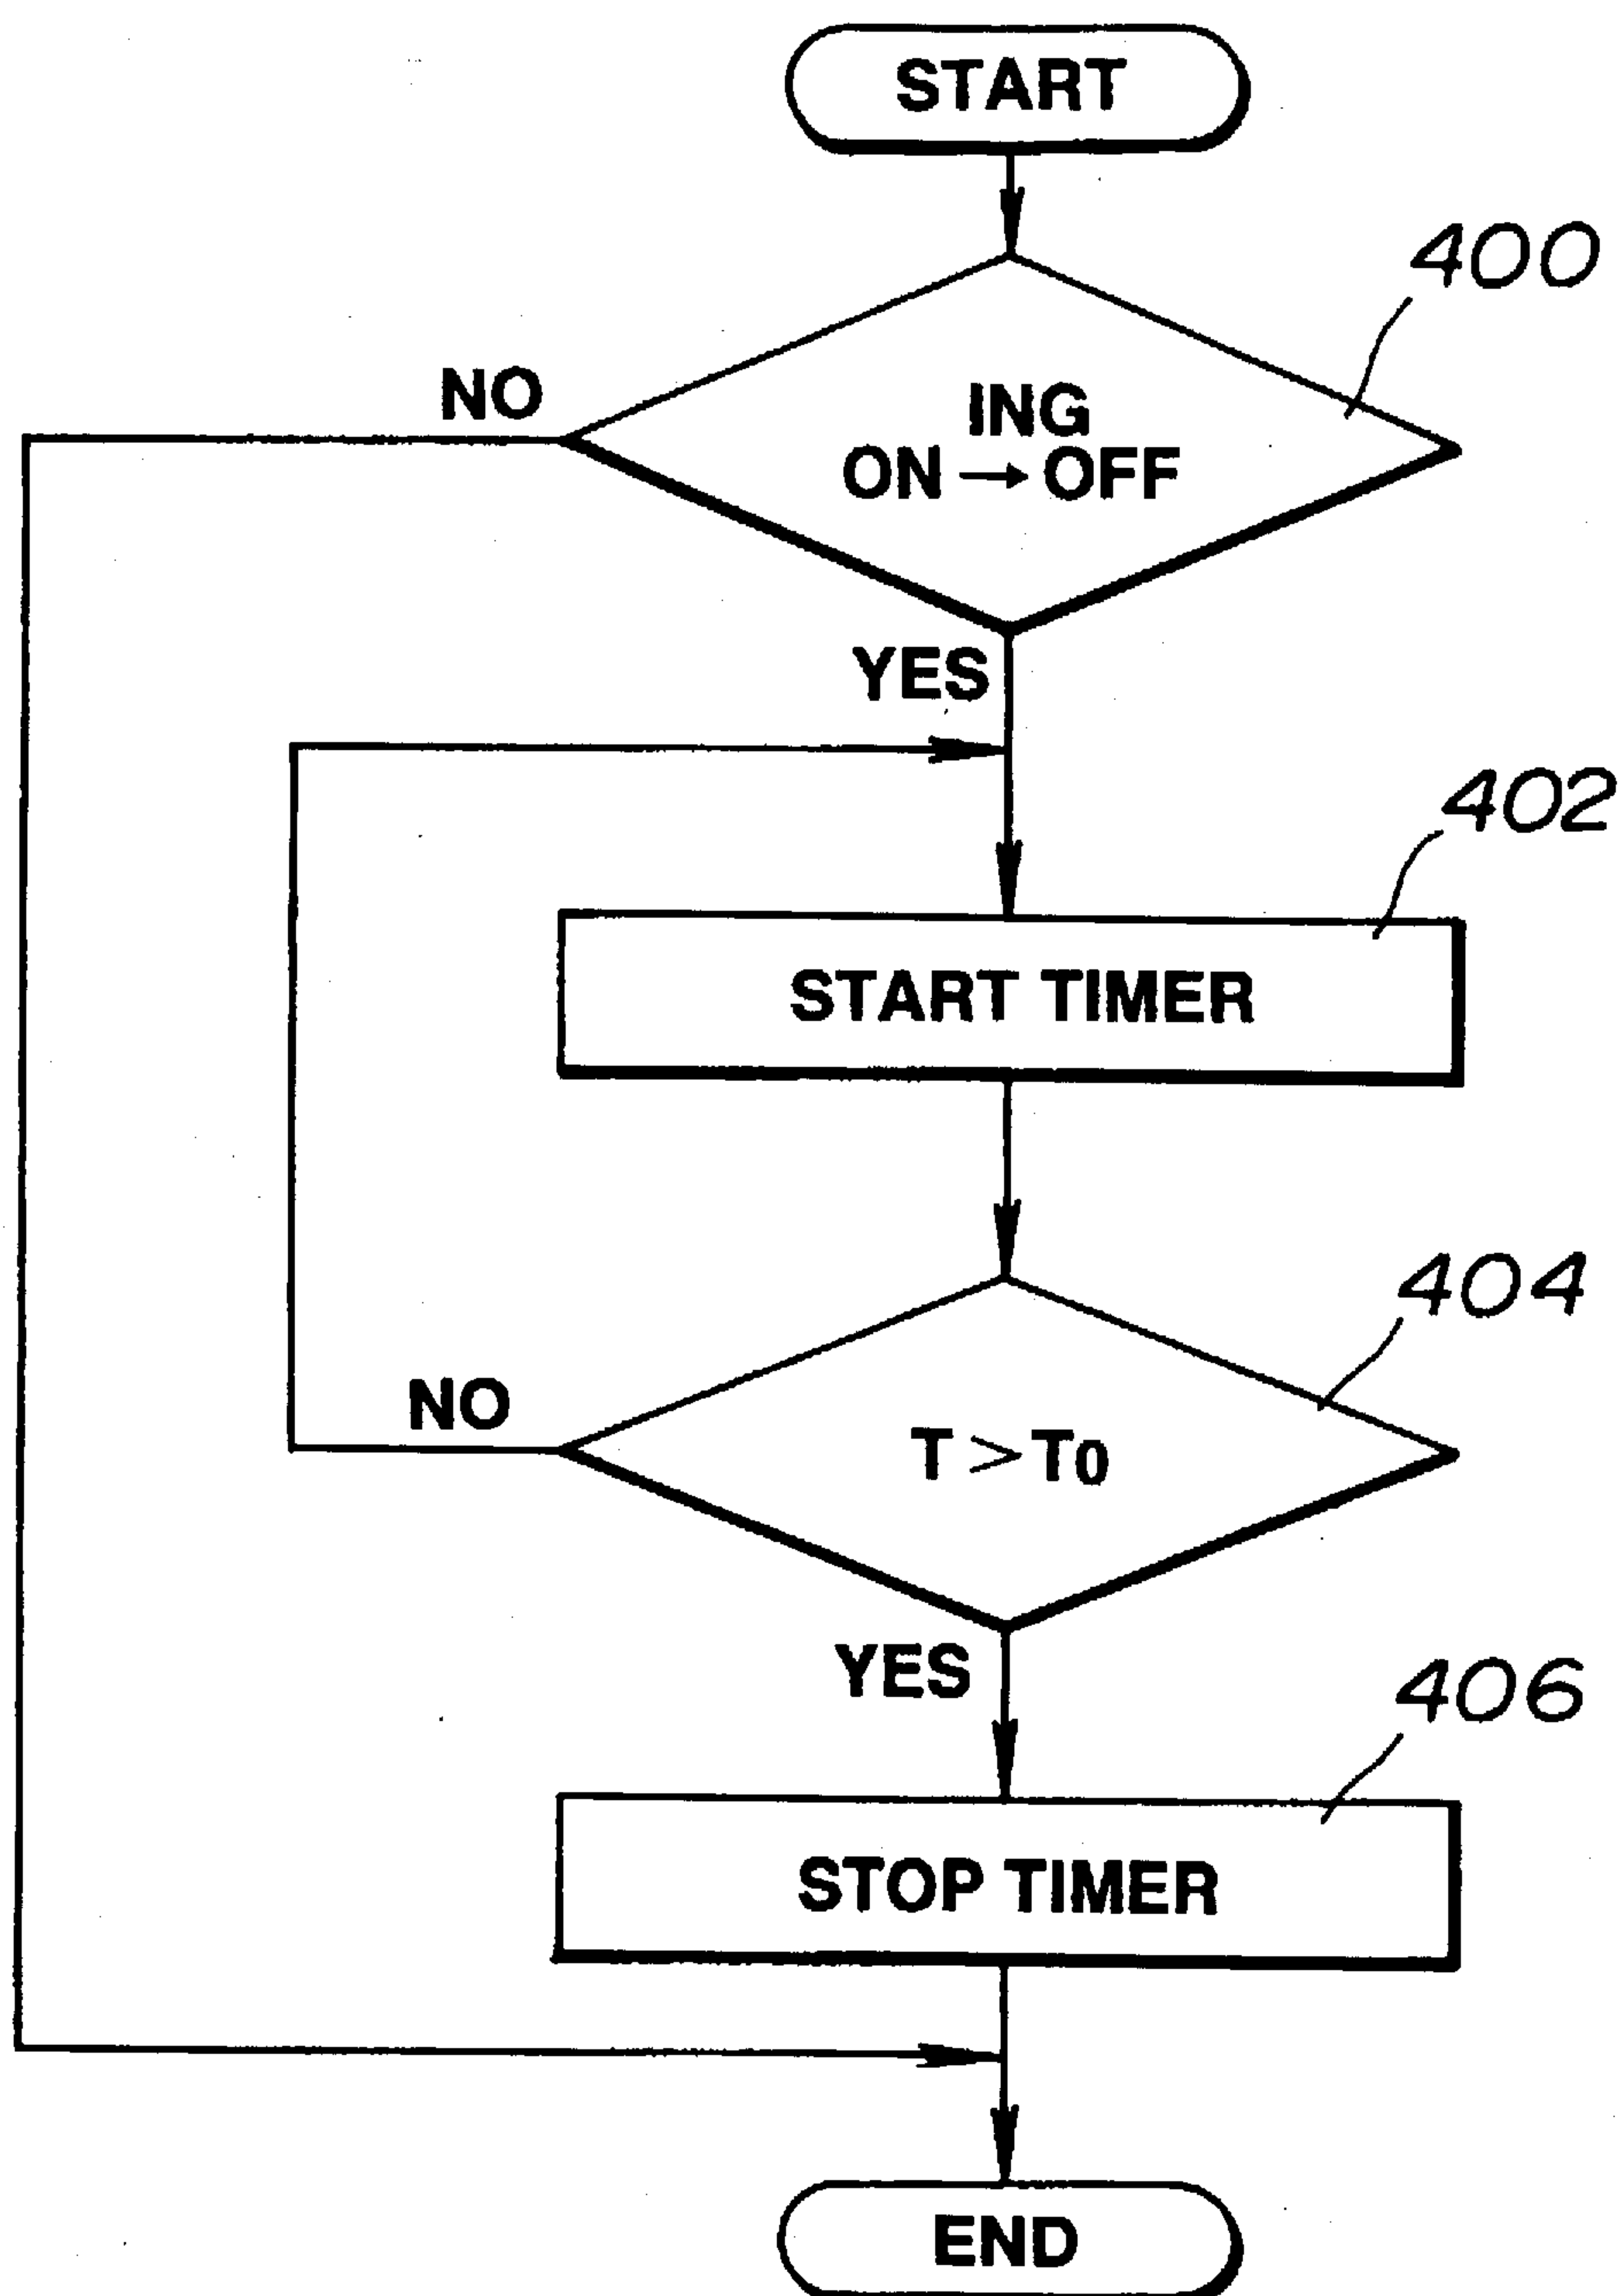 START
400
NO
ING
ON → OFF
YES
402
START TIMER
404
NO
T > T0
YES
406
STOP TIMER
END